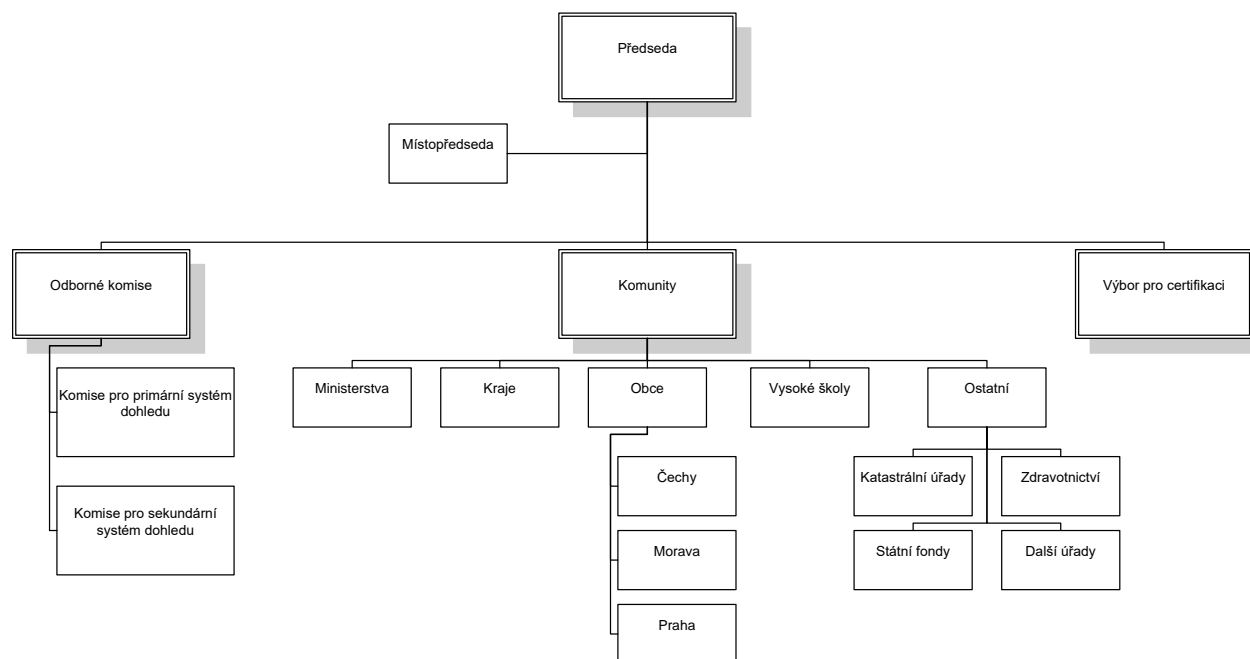 Předseda
Místopředseda
Odborné komise
Komunity
Výbor pro certifikaci
Komise pro primární systém
dohledu
Komise pro sekundární
systém dohledu
Ministerstva
Kraje
Obce
Vysoké školy
Ostatní
Čechy
Morava
Praha
Katastrální úřady
Zdravotnictví
Státní fondy
Další úřady